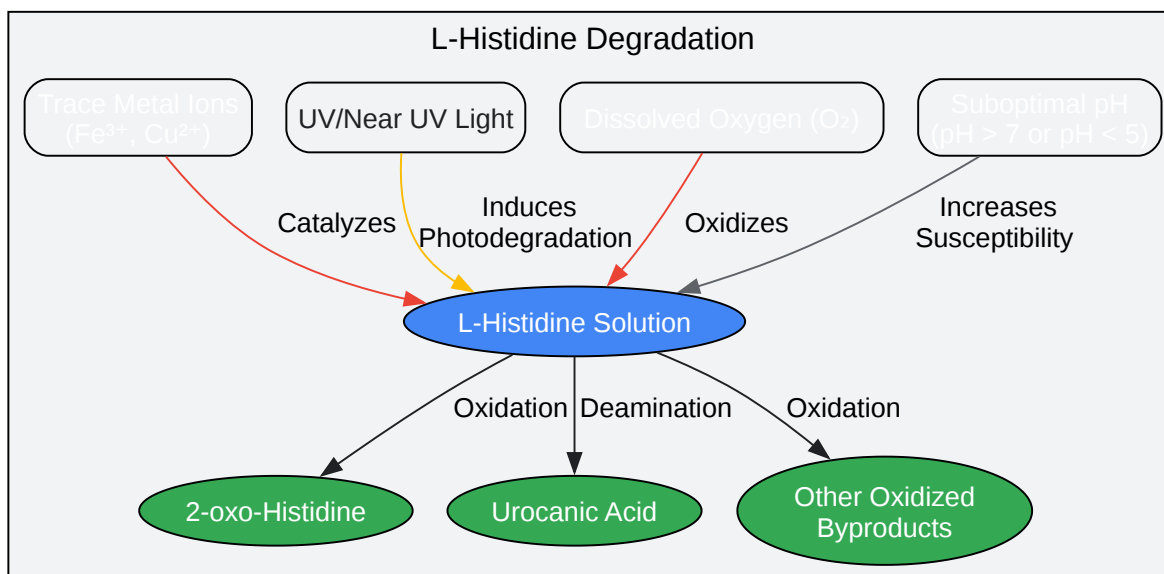 L-Histidine Degradation
Trace Metal Ions
(Fe³⁺, Cu²⁺)
UV/Near UV Light
Dissolved Oxygen (O₂)
Suboptimal pH
(pH > 7 or pH < 5)
Catalyzes
Induces
Photodegradation
Oxidizes
Increases
Susceptibility
L-Histidine Solution
Oxidation
Deamination
Oxidation
2-oxo-Histidine
Urocanic Acid
Other Oxidized
Byproducts